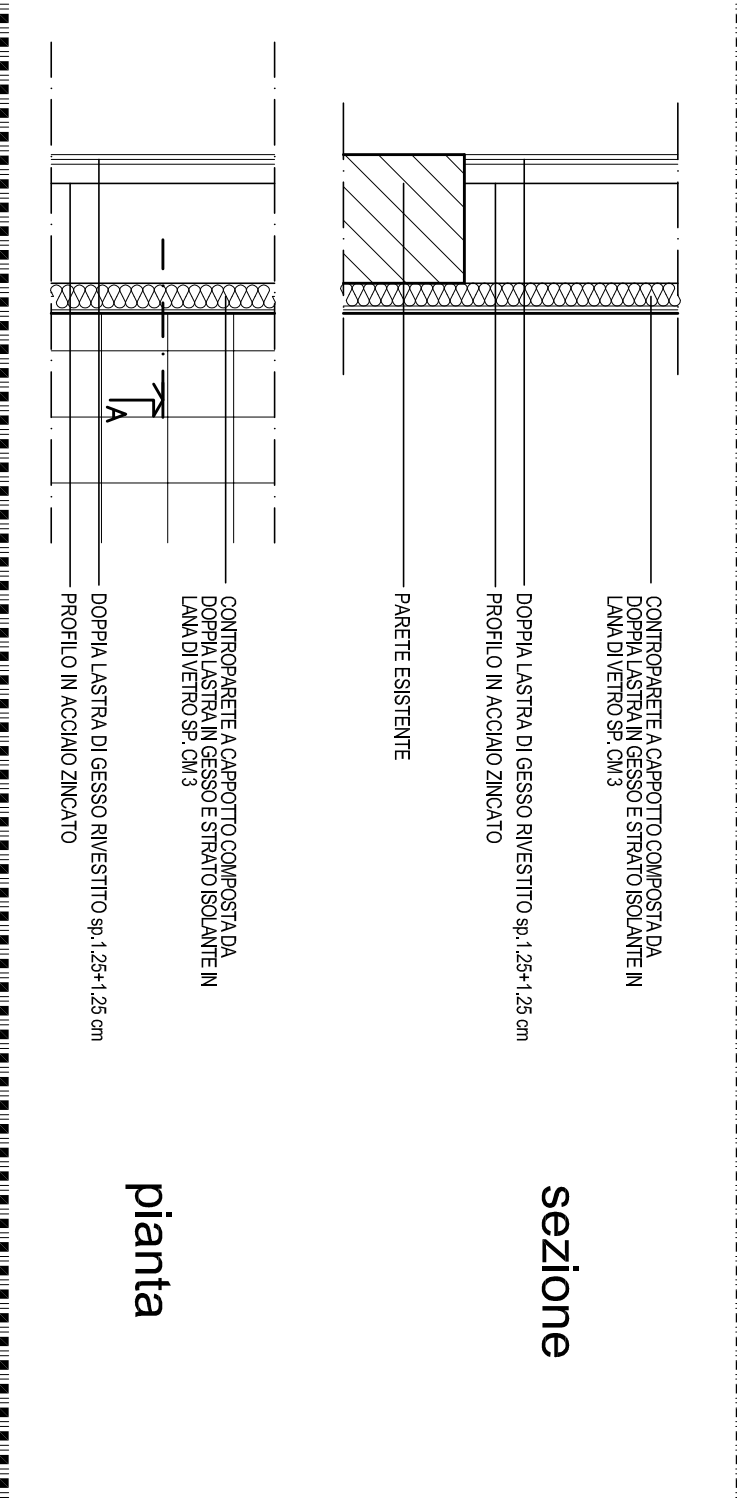 CONTROPARETE A CAPPOTTO COMPOSTA DA
DOPPIA LASTRA IN GESSO E STRATO ISOLANTE IN
LANA DI VETRO SP. CM 3
DOPPIA LASTRA DI GESSO RIVESTITO sp.1.25+1.25 cm
PROFILO IN ACCIAIO ZINCATO
PARETE ESISTENTE
sezione
CONTROPARETE A CAPPOTTO COMPOSTA DA
DOPPIA LASTRA IN GESSO E STRATO ISOLANTE IN
LANA DI VETRO SP. CM 3
A
DOPPIA LASTRA DI GESSO RIVESTITO sp.1.25+1.25 cm
PROFILO IN ACCIAIO ZINCATO
pianta